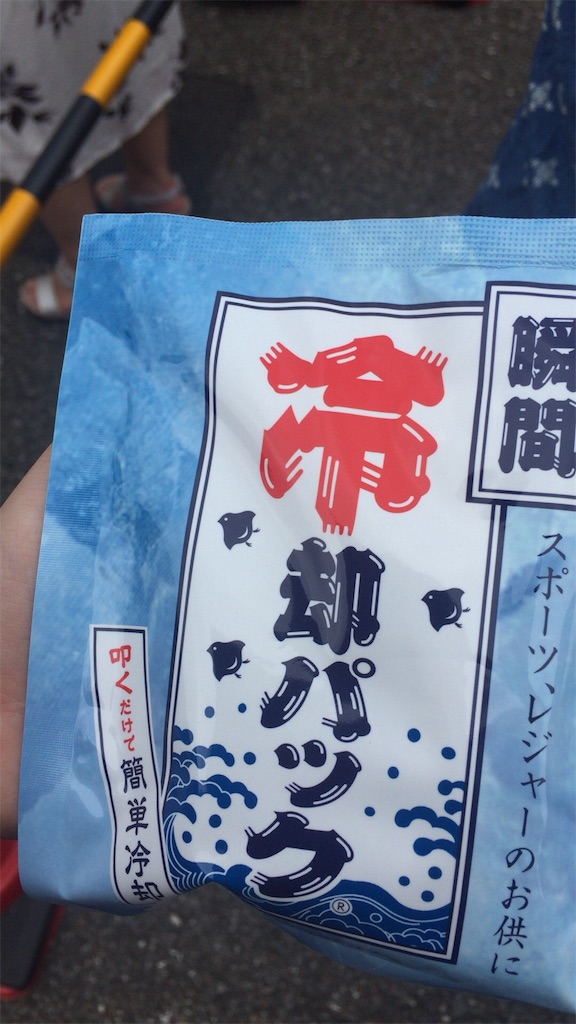 瞬間
冷却パック®
スポーツ、レジャーのお供に
叩くだけで簡単冷却